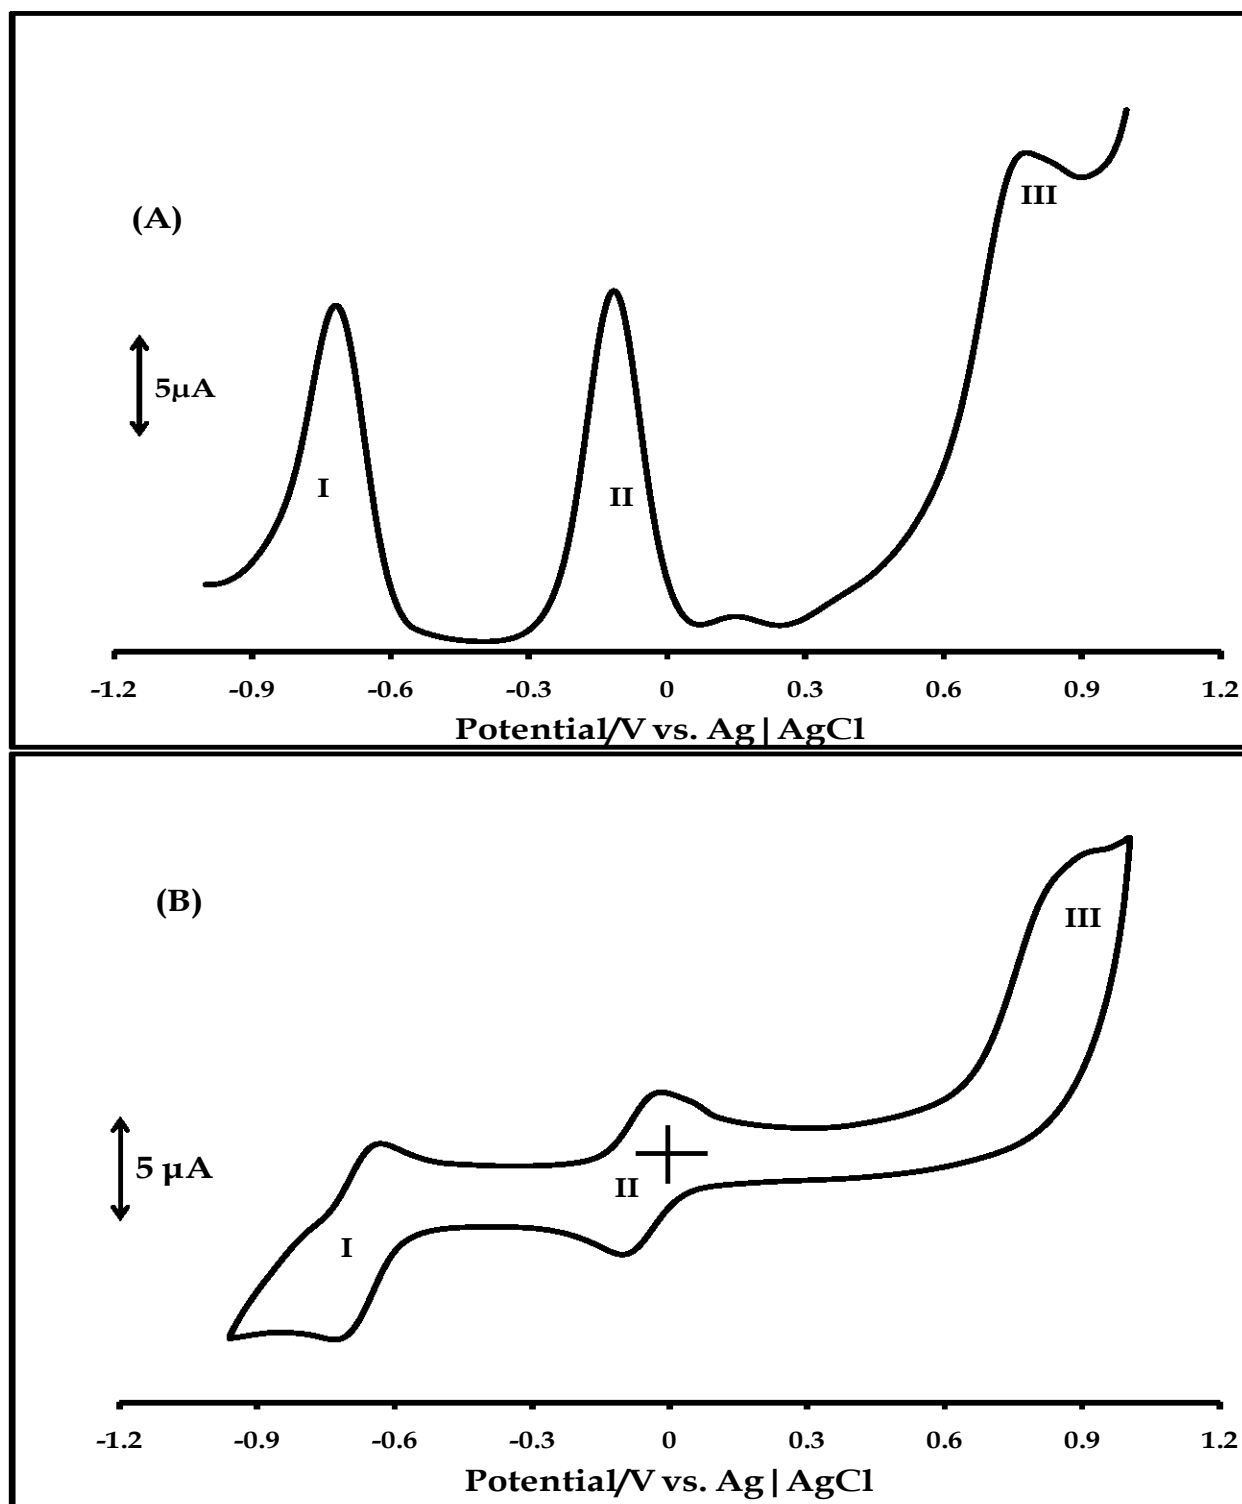 (A)
III
5µA
I
II
-1.2 -0.9 -0.6 -0.3 0 0.3 0.6 0.9 1.2
Potential/V vs. Ag|AgCl
(B)
III
5 µA
II
I
-1.2 -0.9 -0.6 -0.3 0 0.3 0.6 0.9 1.2
Potential/V vs. Ag|AgCl